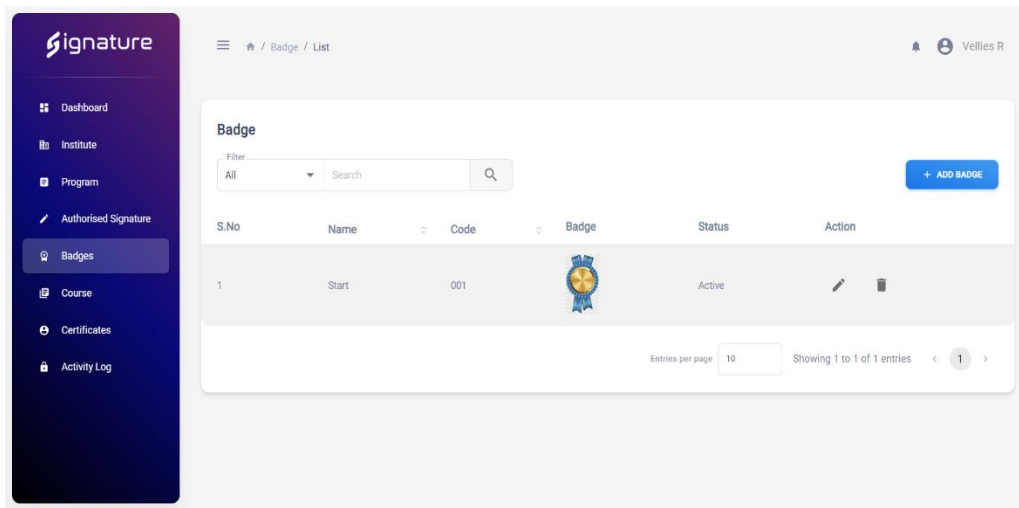 Signature
/ Badge / List
Vellies R
Dashboard
Institute
Program
Authorised Signature
Badges
Course
Certificates
Activity Log
Badge
Filter
All
Search
+ ADD BADGE
S.No Name Code Badge Status Action
1 Start 001 Active
Entries per page 10 Showing 1 to 1 of 1 entries < 1 >